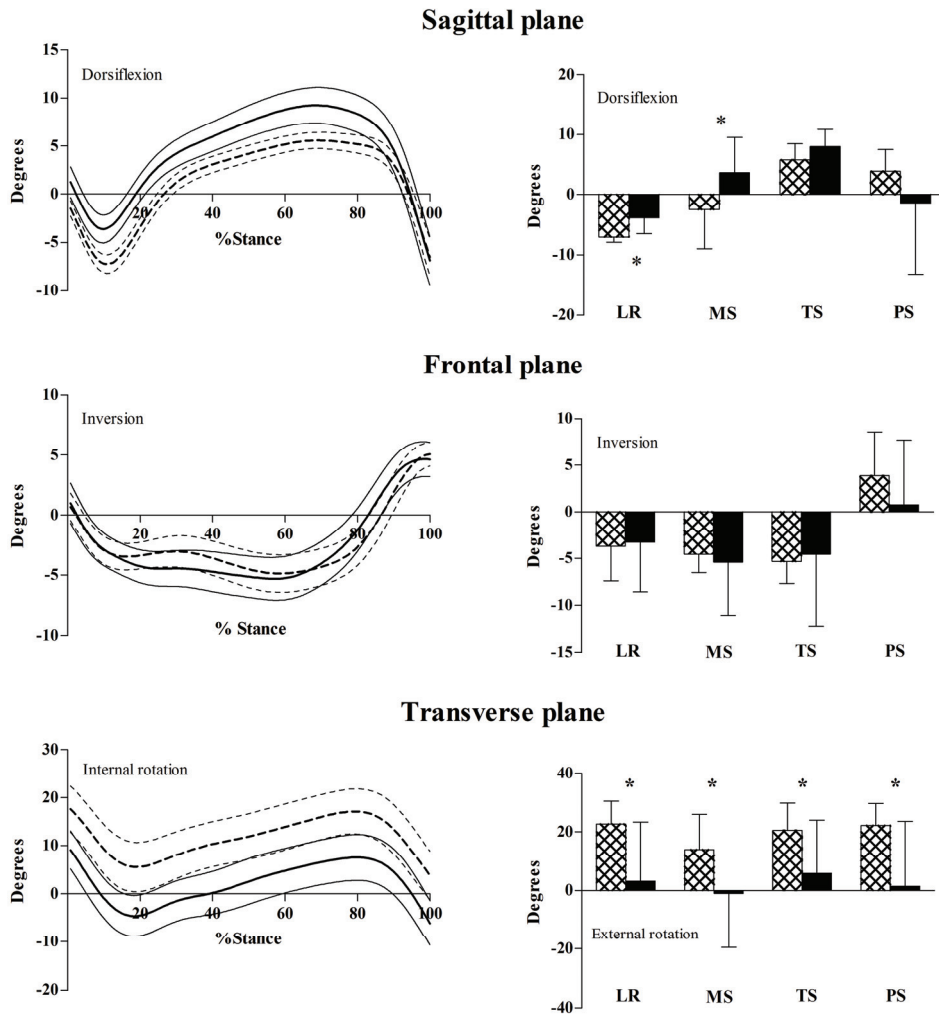 Sagittal plane
15
10
5
0
-5
-10
Degrees
Dorsiflexion
20
40
60
80
100
%Stance
20
10
0
-10
-20
Degrees
Dorsiflexion
*
*
LR
MS
TS
PS
Frontal plane
10
5
0
-5
-10
Degrees
Inversion
20
40
60
80
100
% Stance
10
5
0
-5
-10
-15
Degrees
Inversion
LR
MS
TS
PS
Transverse plane
30
20
10
0
-10
-20
Degrees
Internal rotation
20
40
60
80
100
%Stance
40
20
0
-20
-40
Degrees
*
*
*
*
External rotation
LR
MS
TS
PS